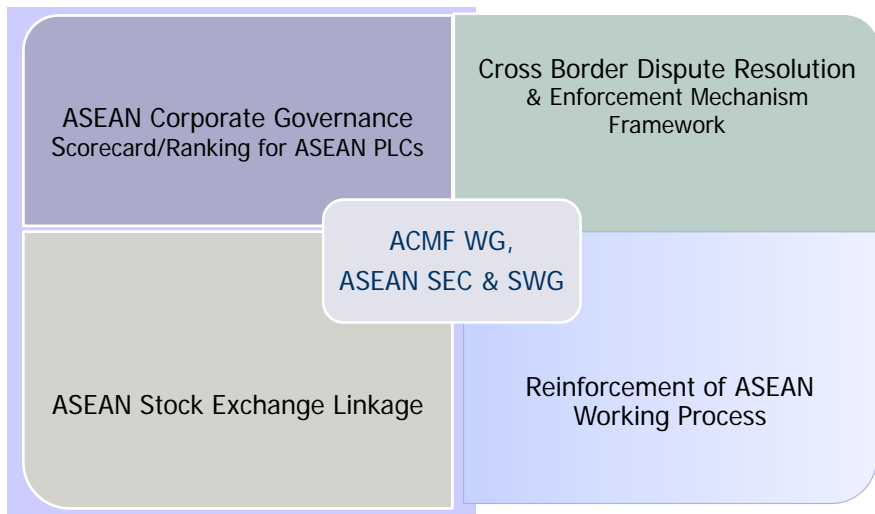 ASEAN Corporate Governance
Scorecard/Ranking for ASEAN PLCs
Cross Border Dispute Resolution
& Enforcement Mechanism
Framework
ACMF WG,
ASEAN SEC & SWG
ASEAN Stock Exchange Linkage
Reinforcement of ASEAN
Working Process